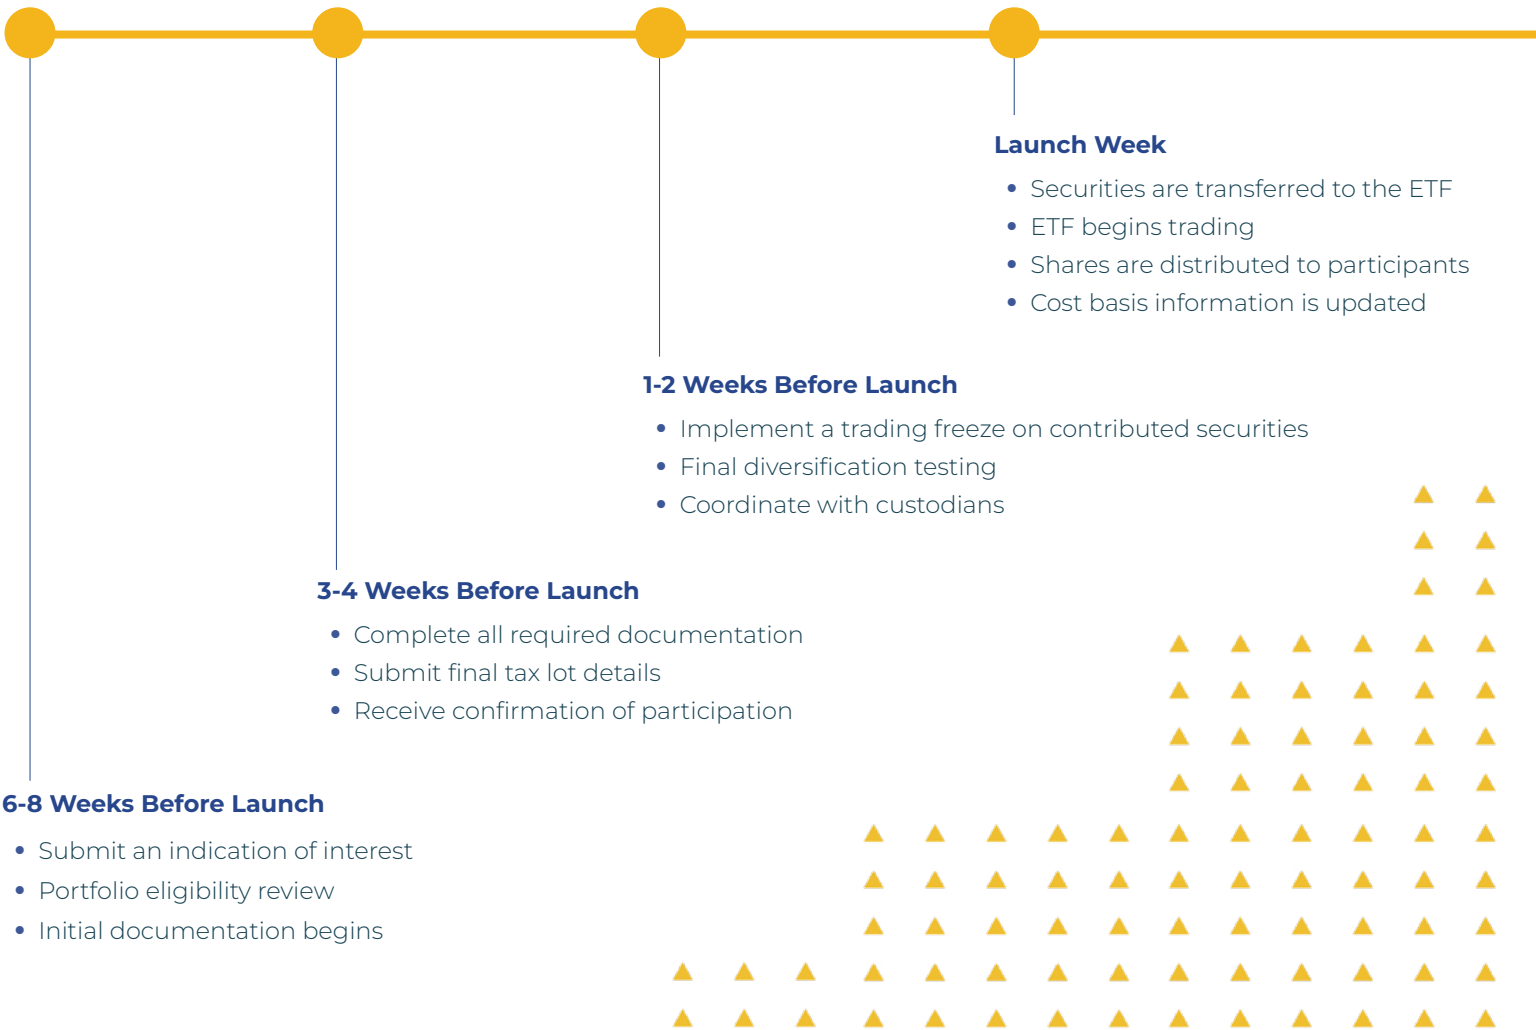 Launch Week
• Securities are transferred to the ETF
• ETF begins trading
• Shares are distributed to participants
• Cost basis information is updated
1-2 Weeks Before Launch
• Implement a trading freeze on contributed securities
• Final diversification testing
• Coordinate with custodians
3-4 Weeks Before Launch
• Complete all required documentation
• Submit final tax lot details
• Receive confirmation of participation
6-8 Weeks Before Launch
• Submit an indication of interest
• Portfolio eligibility review
• Initial documentation begins